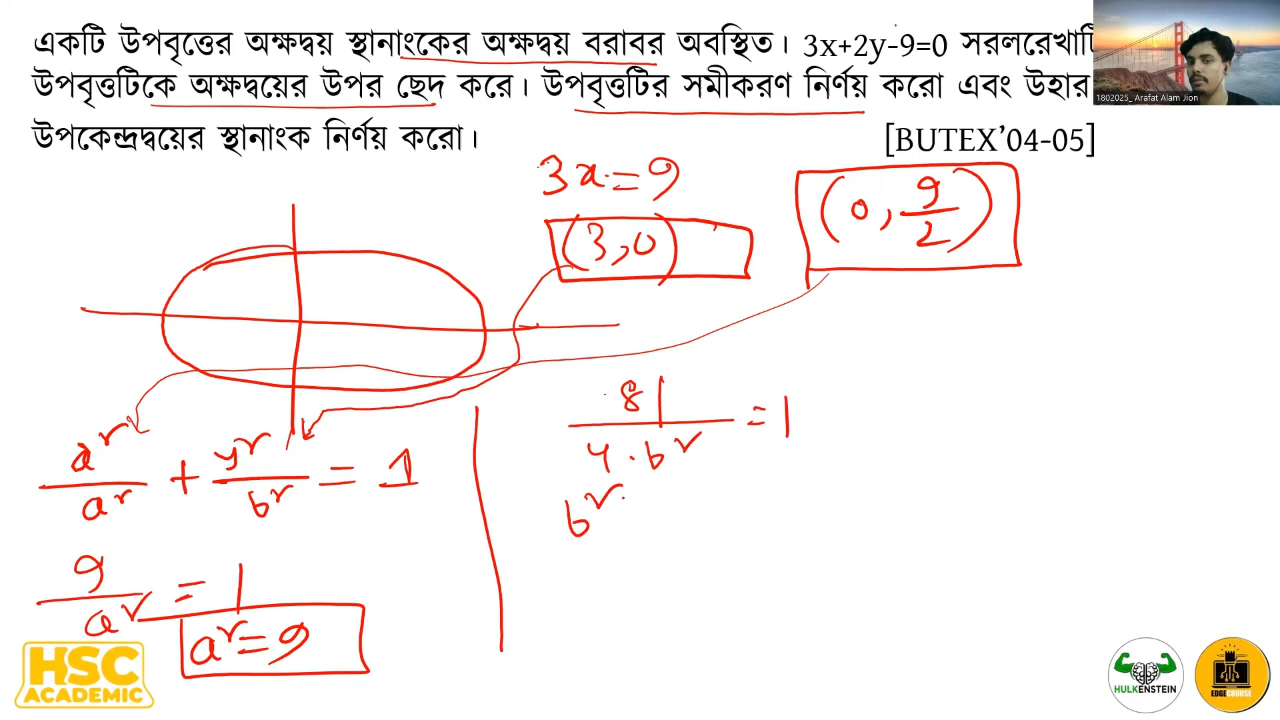 একটি উপবৃত্তের অক্ষদ্বয় স্থানাংকের অক্ষদ্বয় বরাবর অবস্থিত। 3x+2y-9=0 সরলরেখাটি
উপবৃত্তটিকে অক্ষদ্বয়ের উপর ছেদ করে। উপবৃত্তটির সমীকরণ নির্ণয় করো এবং উহার
উপকেন্দ্রদ্বয়ের স্থানাংক নির্ণয় করো।
[BUTEX’04-05]
1802025_ Arafat Alam Jion
3x=9
(3,0)
(0, 9/2)
x²/a² + y²/b² = 1
81/4·b² = 1
b²
9/a² = 1
a²=9
HSC
ACADEMIC
HULKENSTEIN
EDGECOURSE